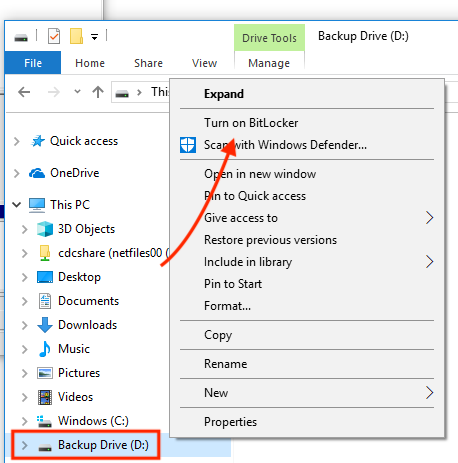 Drive Tools
Backup Drive (D:)
File
Home
Share
View
Manage
This
Expand
Turn on BitLocker
Scan with Windows Defender...
Open in new window
Pin to Quick access
Give access to
Restore previous versions
Include in library
Pin to Start
Format...
Copy
Rename
New
Properties
Quick access
OneDrive
This PC
3D Objects
cdcshare (netfiles00 (
Desktop
Documents
Downloads
Music
Pictures
Videos
Windows (C:)
Backup Drive (D:)